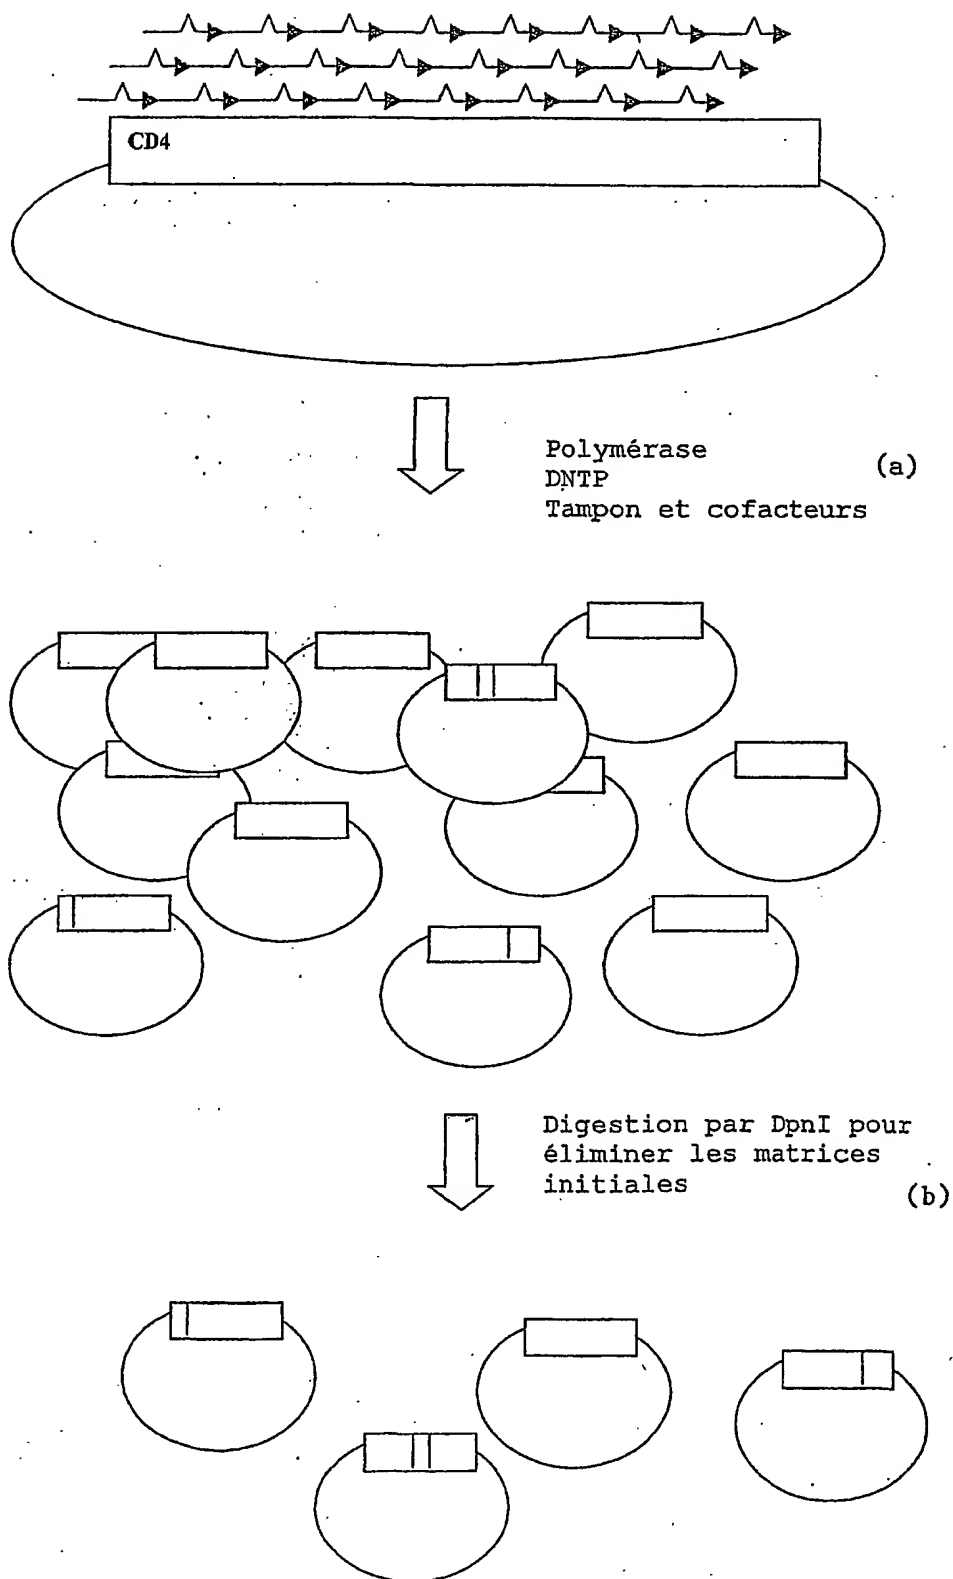 CD4
Polymérase
DNTP
Tampon et cofacteurs
(a)
Digestion par DpnI pour
éliminer les matrices
initiales
(b)